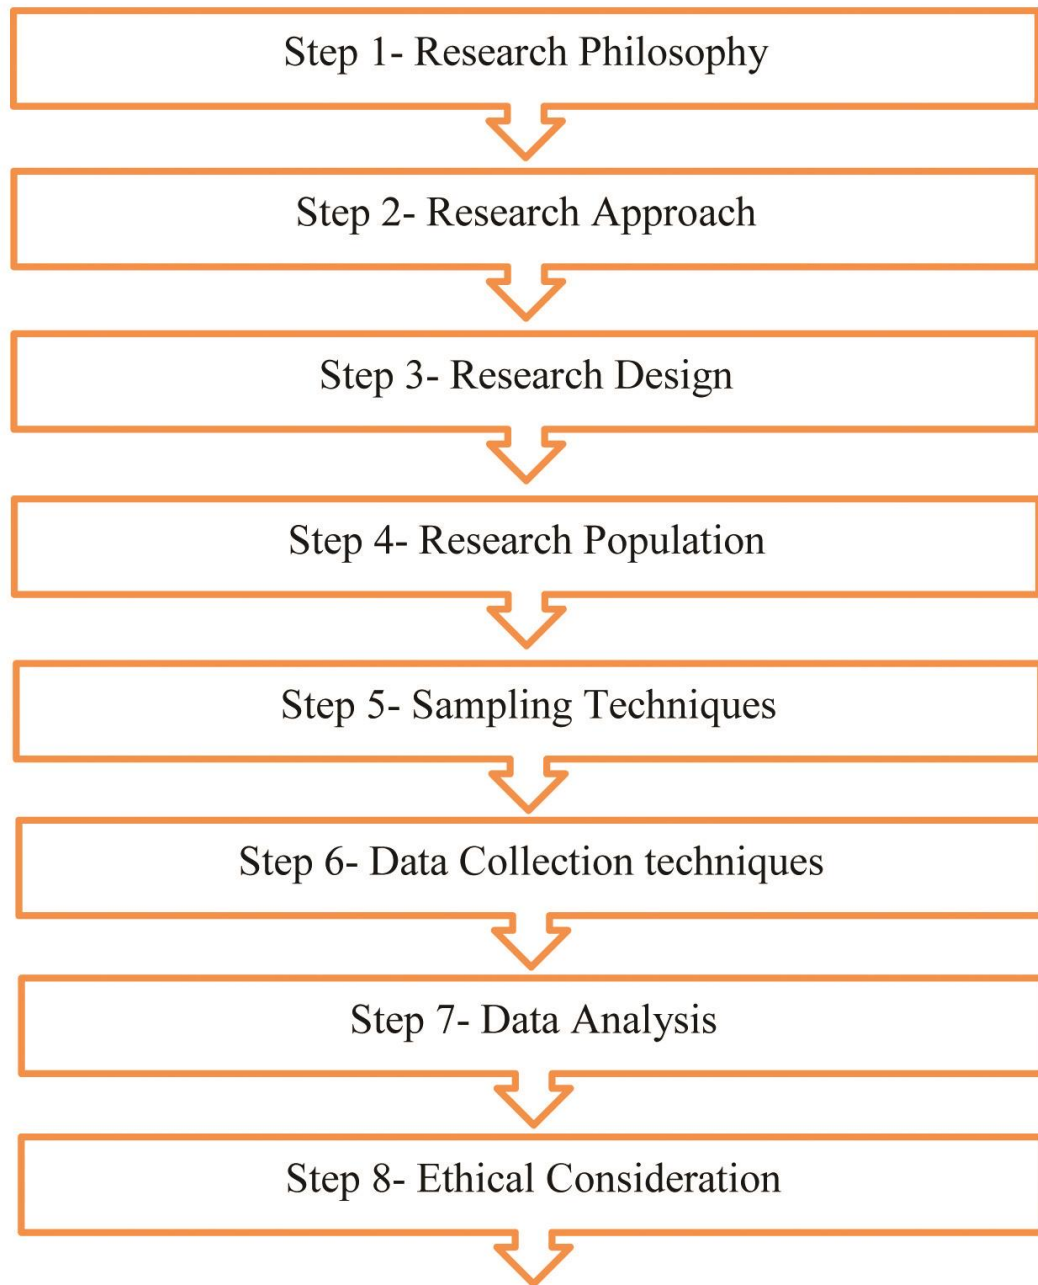 Step 1- Research Philosophy
Step 2- Research Approach
Step 3- Research Design
Step 4- Research Population
Step 5- Sampling Techniques
Step 6- Data Collection techniques
Step 7- Data Analysis
Step 8- Ethical Consideration